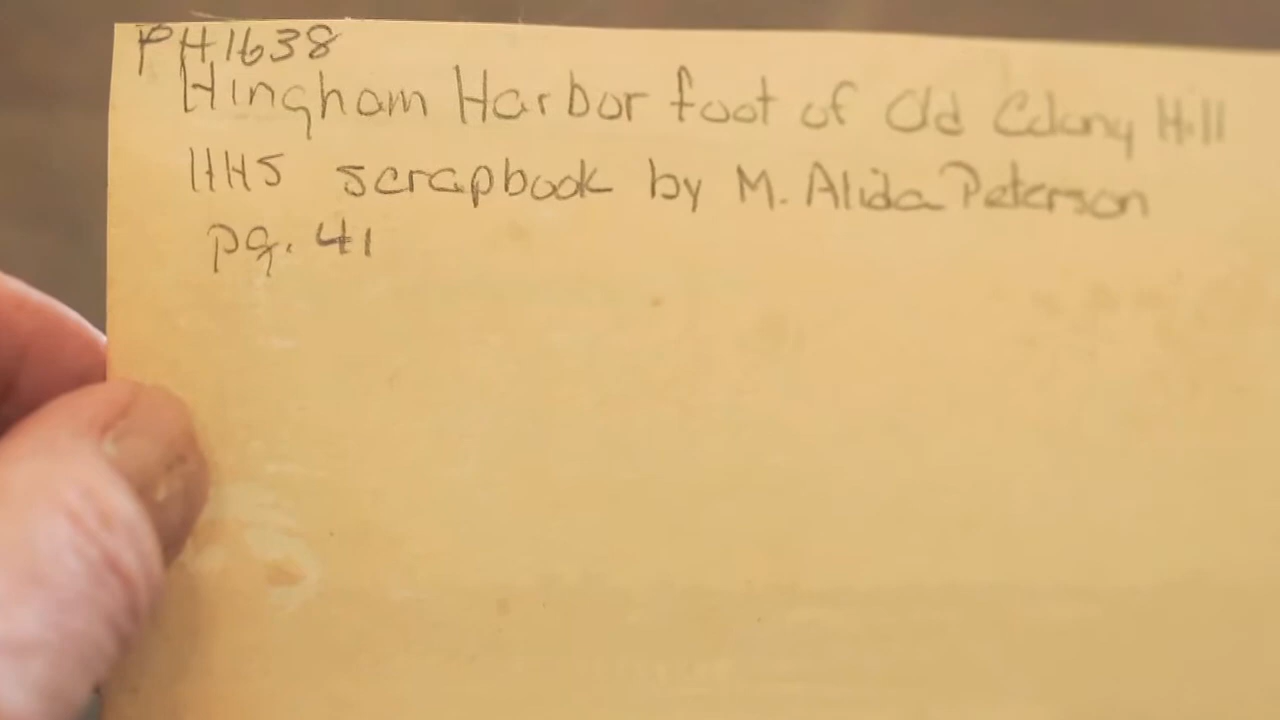 PH1638
Hingham Harbor foot of Old Colony Hill
HHS scrapbook by M. Alida Peterson
pg. 41